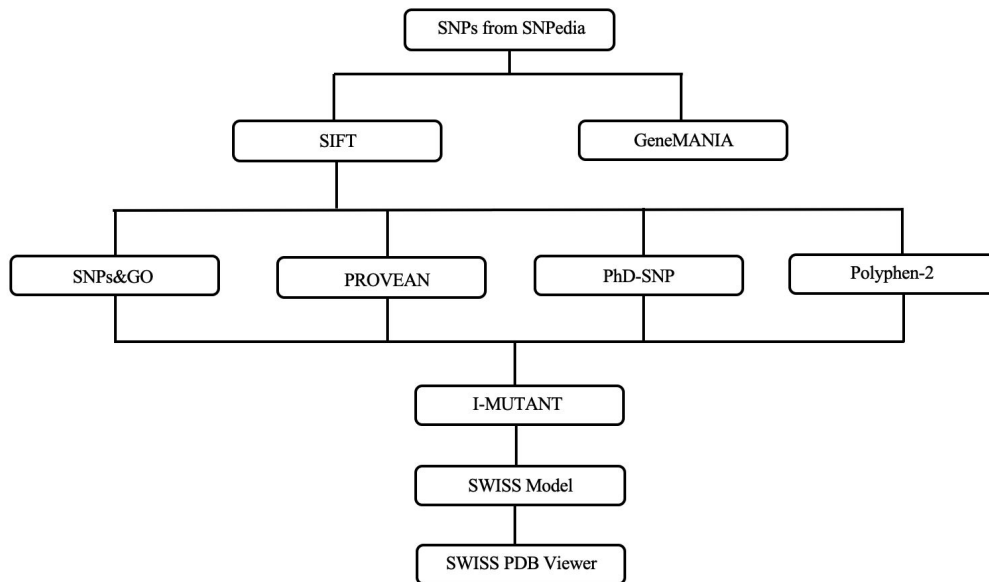 SNPs from SNPedia
SIFT
GeneMANIA
SNPs&GO
PROVEAN
PhD-SNP
Polyphen-2
I-MUTANT
SWISS Model
SWISS PDB Viewer